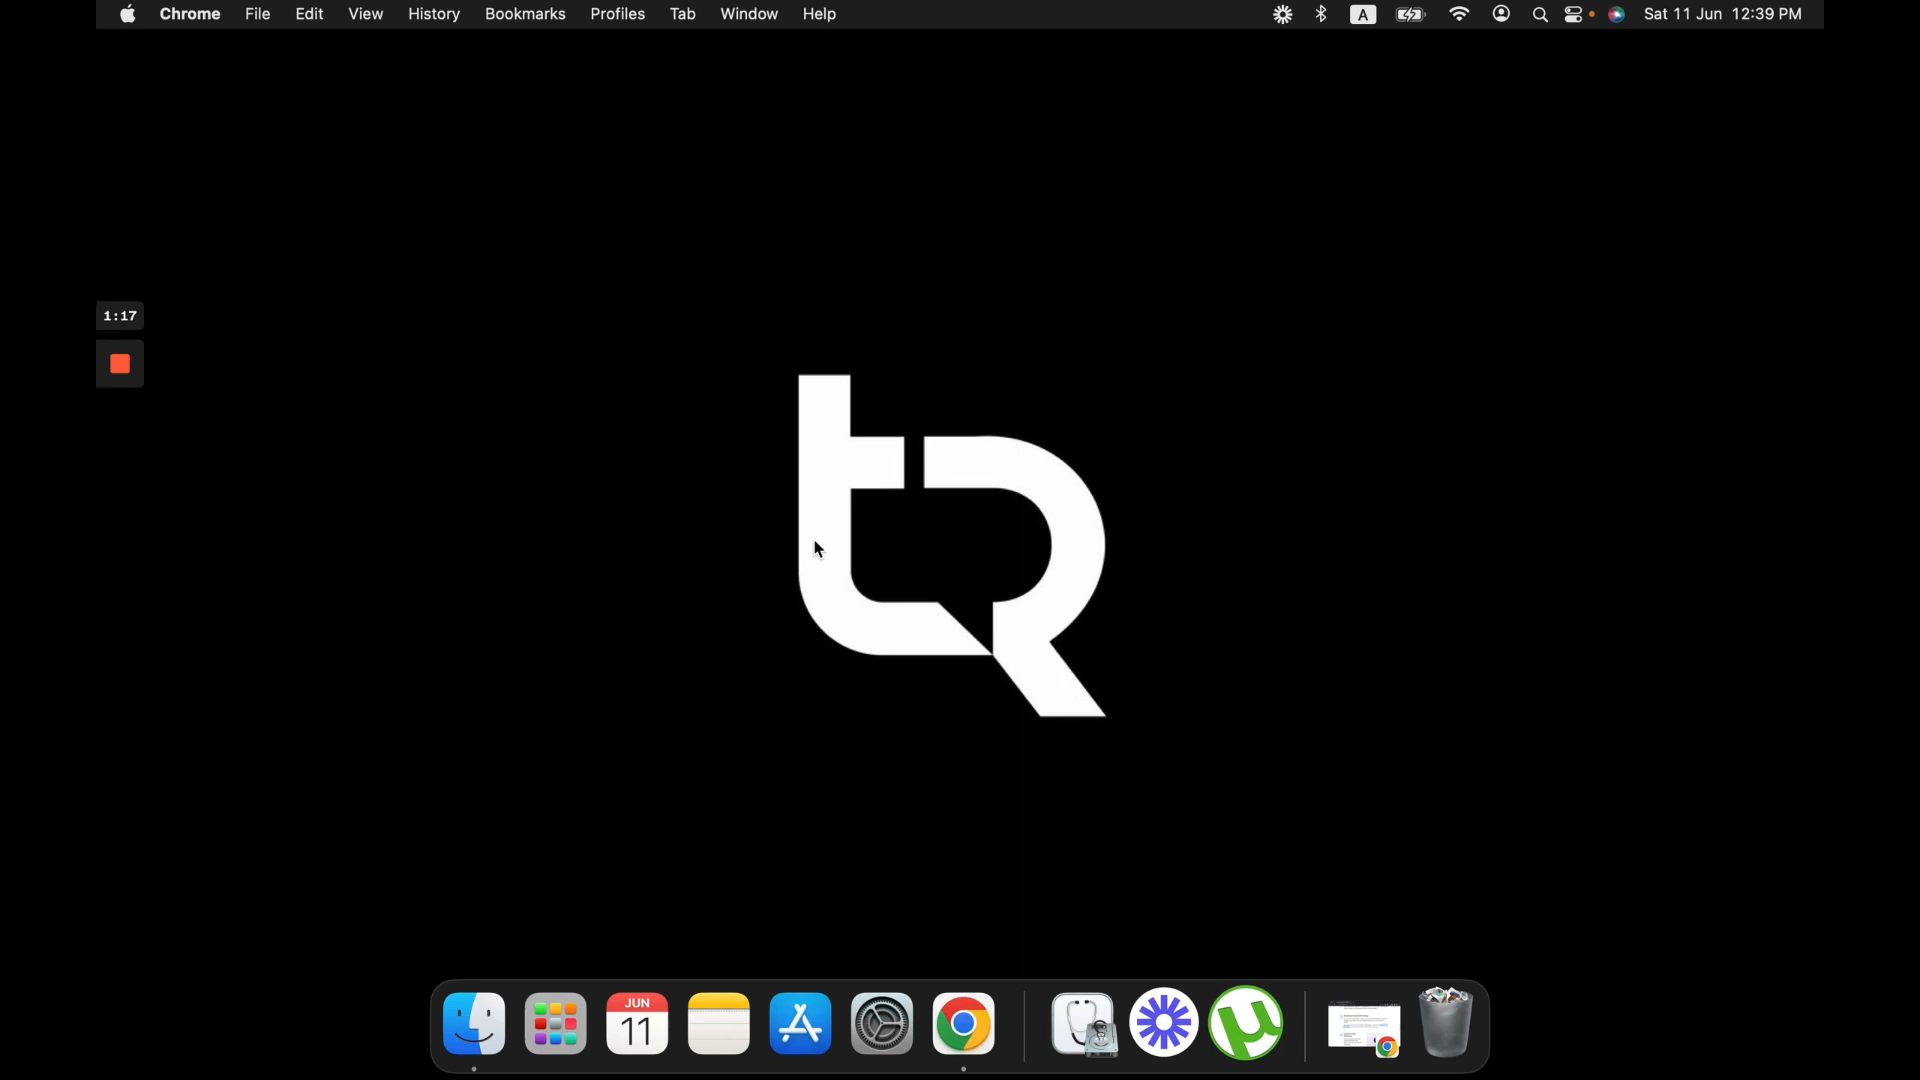 Chrome File Edit View History Bookmarks Profiles Tab Window Help A Sat 11 Jun 12:39 PM
1:17
tR
JUN
11
µ